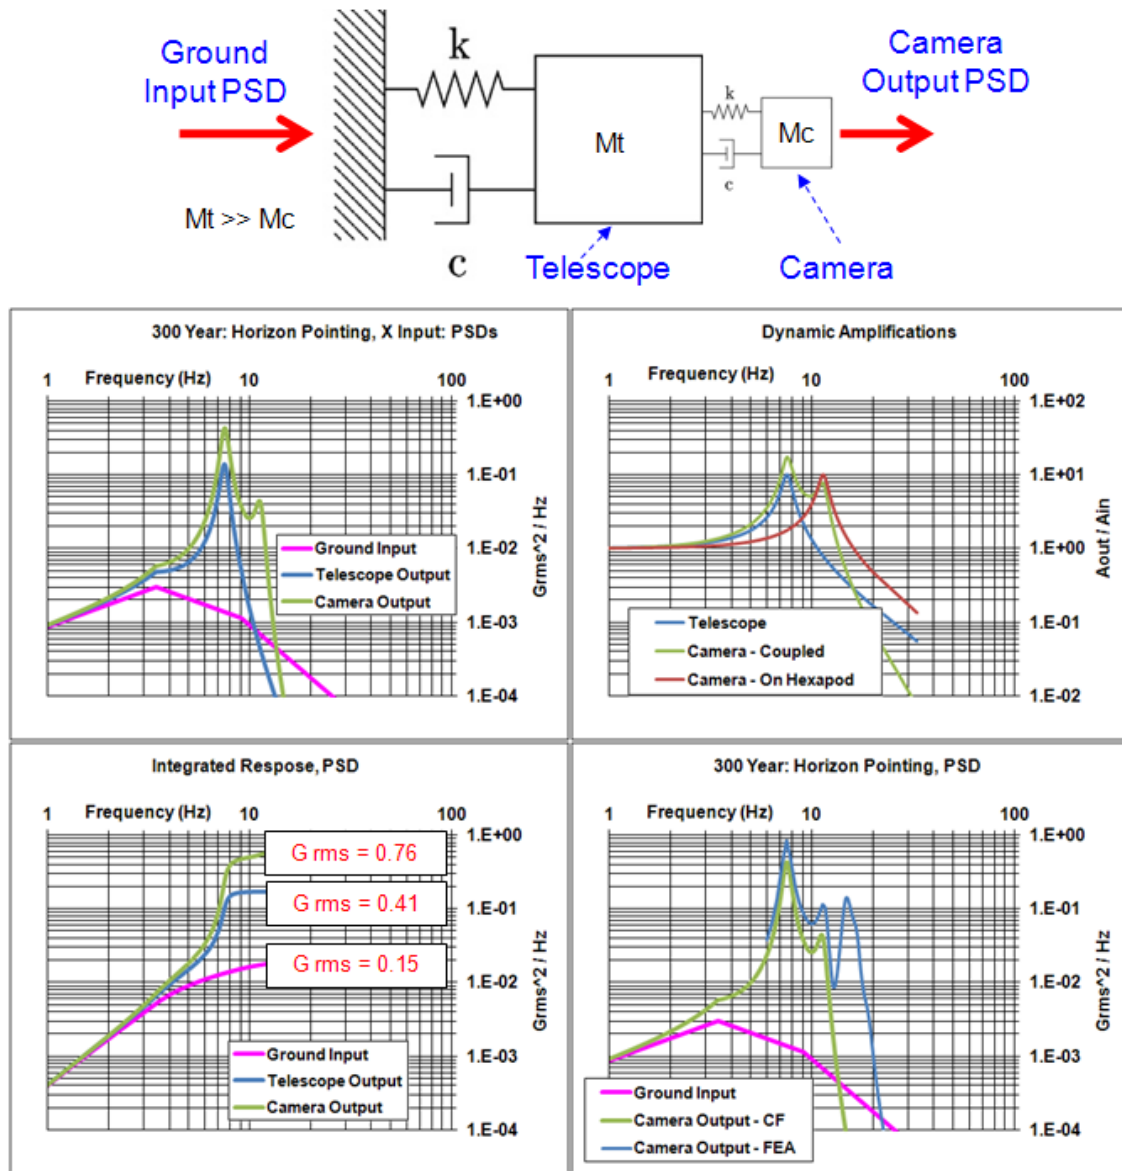 Ground
Input PSD
Mt >> Mc
k
c
Mt
k
c
Mc
Camera
Output PSD
Telescope
Camera
300 Year: Horizon Pointing, X Input: PSDs
Frequency (Hz)
1
10
100
1.E+00
1.E-01
1.E-02
1.E-03
1.E-04
Grms^2 / Hz
Ground Input
Telescope Output
Camera Output
Dynamic Amplifications
Frequency (Hz)
1
10
100
1.E+02
1.E+01
1.E+00
1.E-01
1.E-02
Aout / Ain
Telescope
Camera - Coupled
Camera - On Hexapod
Integrated Respose, PSD
Frequency (Hz)
1
10
100
1.E+00
1.E-01
1.E-02
1.E-03
1.E-04
Grms^2 / Hz
G rms = 0.76
G rms = 0.41
G rms = 0.15
Ground Input
Telescope Output
Camera Output
300 Year: Horizon Pointing, PSD
Frequency (Hz)
1
10
100
1.E+00
1.E-01
1.E-02
1.E-03
1.E-04
Grms^2 / Hz
Ground Input
Camera Output - CF
Camera Output - FEA